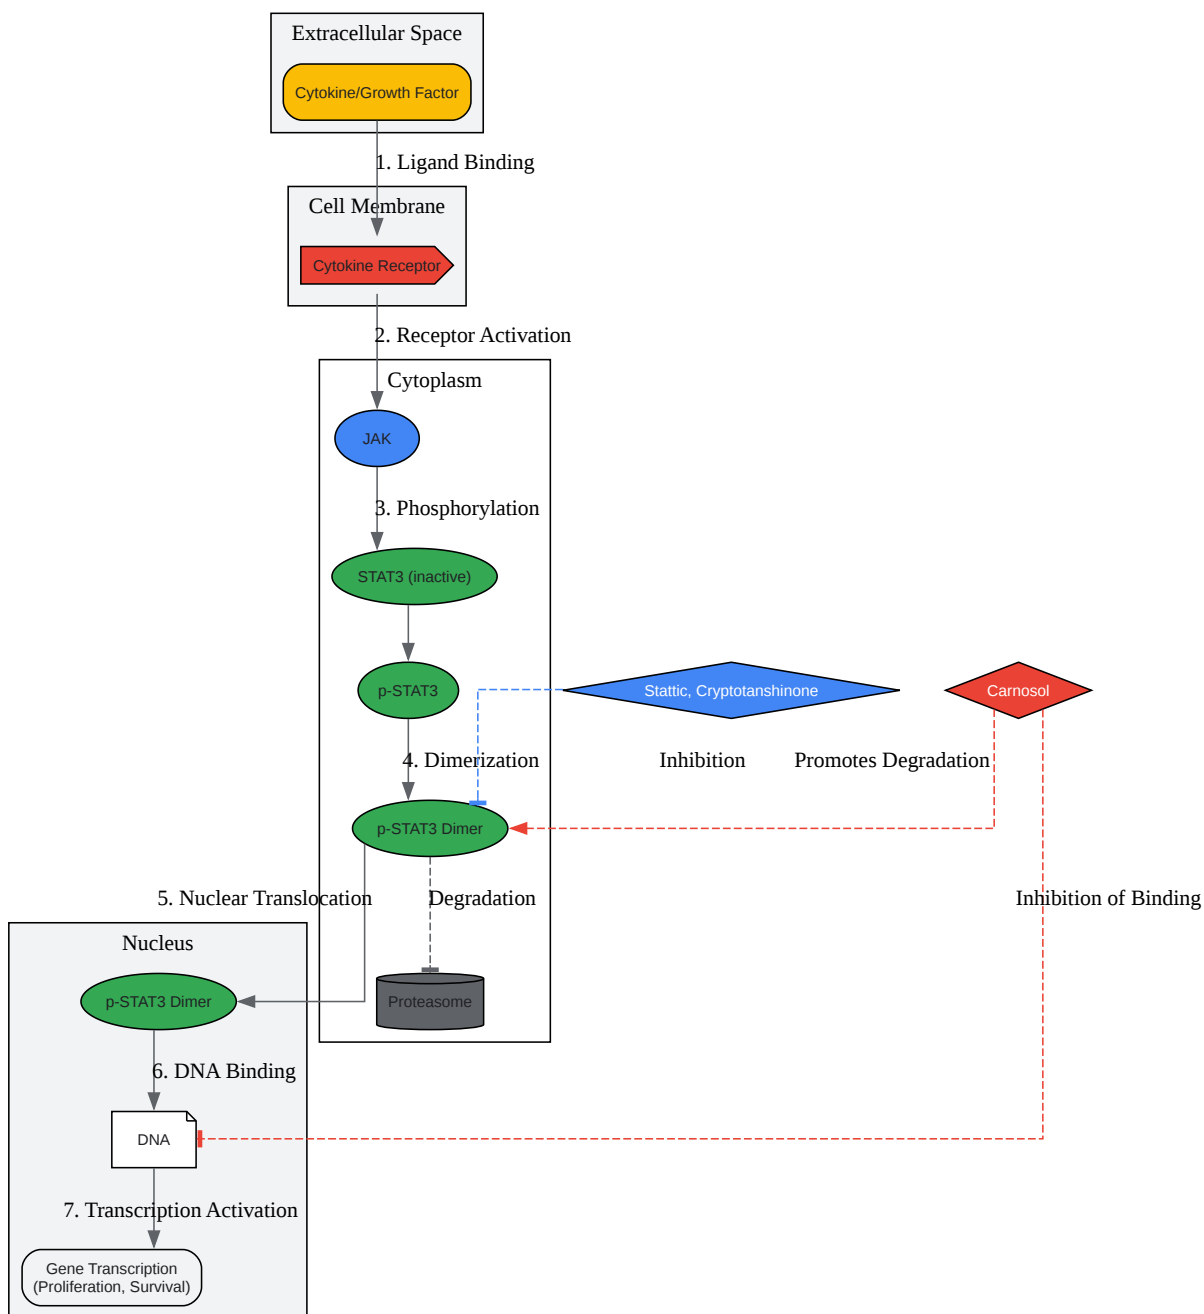 Extracellular Space
Cytokine/Growth Factor
1. Ligand Binding
Cell Membrane
Cytokine Receptor
2. Receptor Activation
Cytoplasm
JAK
3. Phosphorylation
STAT3 (inactive)
p-STAT3
Stattic, Cryptotanshinone
Carnosol
4. Dimerization
Inhibition
Promotes Degradation
p-STAT3 Dimer
5. Nuclear Translocation
Degradation
Inhibition of Binding
Nucleus
p-STAT3 Dimer
Proteasome
6. DNA Binding
DNA
7. Transcription Activation
Gene Transcription
(Proliferation, Survival)